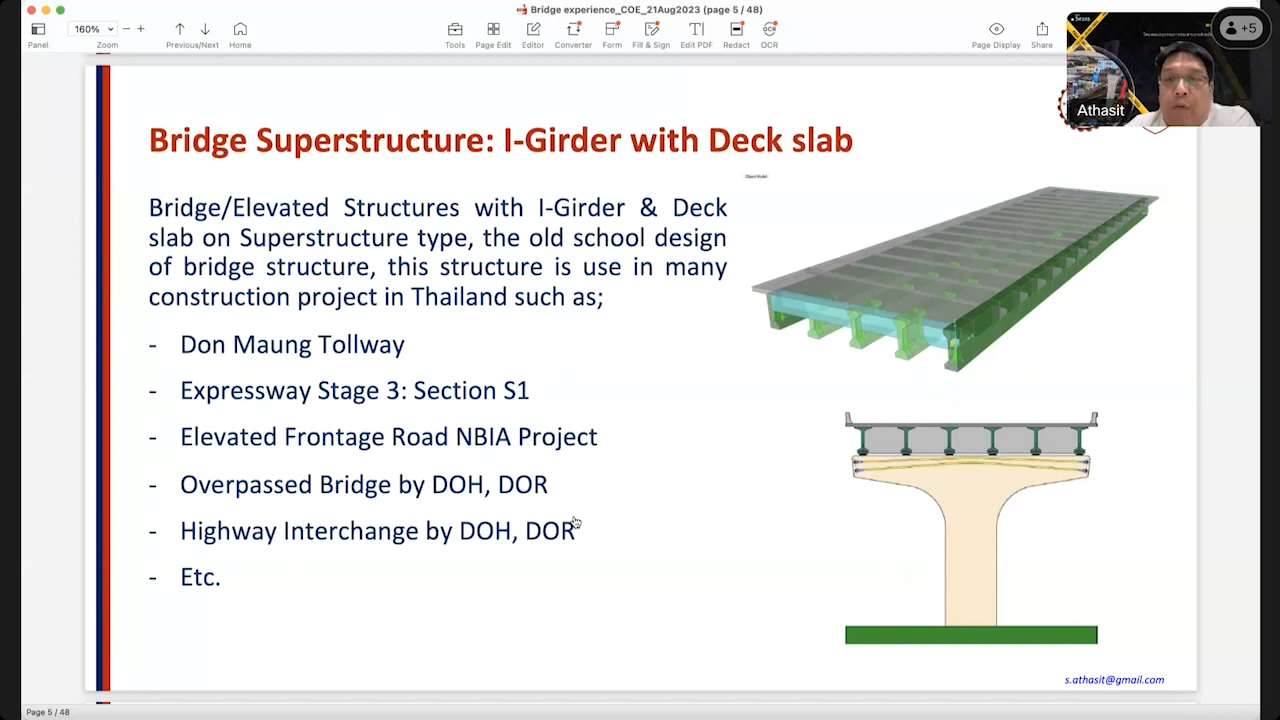 Bridge experience_COE_21Aug2023 (page 5 / 48)
160%
Panel
Zoom
Previous/Next
Home
Tools
Page Edit
Editor
Converter
Form
Fill & Sign
Edit PDF
Redact
OCR
Page Display
Share
+5
Athasit
Bridge Superstructure: I-Girder with Deck slab
Bridge/Elevated Structures with I-Girder & Deck
slab on Superstructure type, the old school design
of bridge structure, this structure is use in many
construction project in Thailand such as;
- Don Maung Tollway
- Expressway Stage 3: Section S1
- Elevated Frontage Road NBIA Project
- Overpassed Bridge by DOH, DOR
- Highway Interchange by DOH, DOR
- Etc.
s.athasit@gmail.com
Page 5 / 48